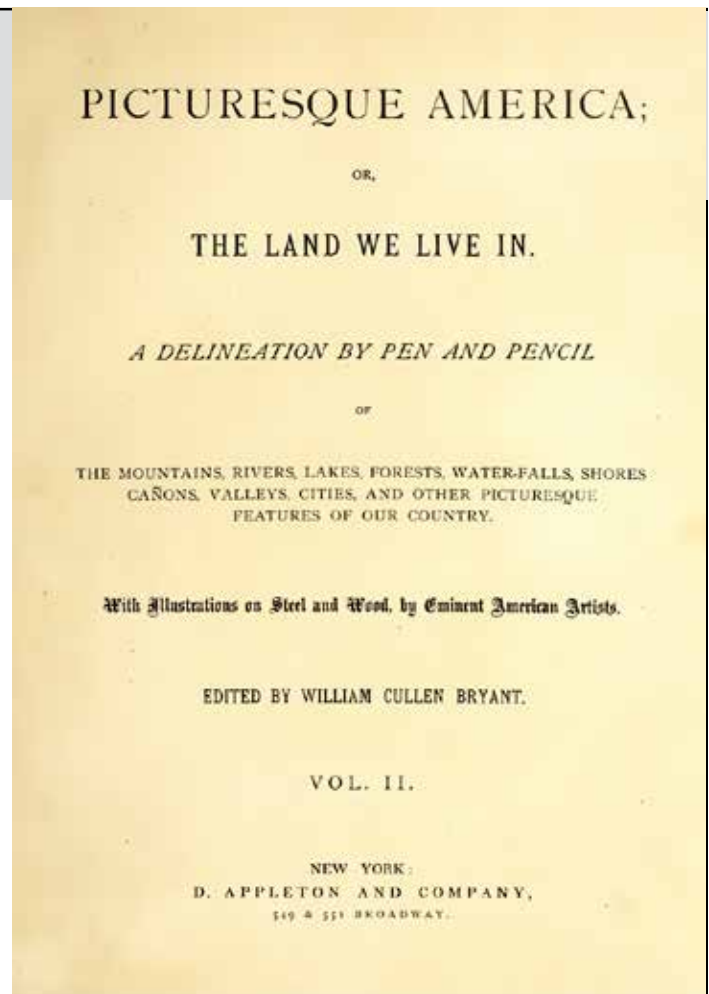 PICTURESQUE AMERICA;
OR,
THE LAND WE LIVE IN.
A DELINEATION BY PEN AND PENCIL
OF
THE MOUNTAINS, RIVERS, LAKES, FORESTS, WATER-FALLS, SHORES
CAÑONS, VALLEYS, CITIES, AND OTHER PICTURESQUE
FEATURES OF OUR COUNTRY.
With Illustrations on Steel and Wood, by Eminent American Artists.
EDITED BY WILLIAM CULLEN BRYANT.
VOL. II.
NEW YORK:
D. APPLETON AND COMPANY,
549 & 551 BROADWAY.